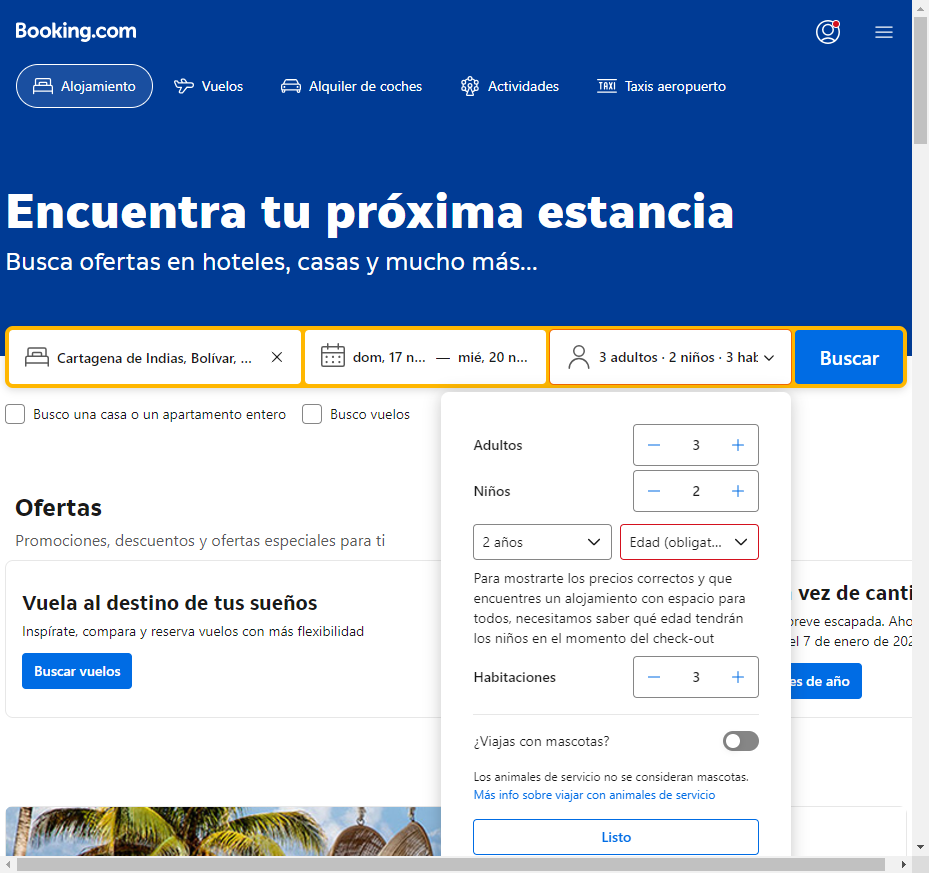 Booking.com
Alojamiento
Vuelos
Alquiler de coches
Actividades
TAXI Taxis aeropuerto
Encuentra tu próxima estancia
Busca ofertas en hoteles, casas y mucho más...
Cartagena de Indias, Bolívar, ...
dom, 17 n... — mié, 20 n...
3 adultos · 2 niños · 3 hab
Buscar
Busco una casa o un apartamento entero
Busco vuelos
Adultos
3
Niños
2
2 años
Edad (obligat...
Para mostrarte los precios correctos y que
encuentres un alojamiento con espacio para
todos, necesitamos saber qué edad tendrán
los niños en el momento del check-out
Habitaciones
3
¿Viajas con mascotas?
Los animales de servicio no se consideran mascotas.
Más info sobre viajar con animales de servicio
Listo
Ofertas
Promociones, descuentos y ofertas especiales para ti
Vuela al destino de tus sueños
Inspírate, compara y reserva vuelos con más flexibilidad
Buscar vuelos
vez de canti
breve escapada. Aho
el 7 de enero de 202
es de año